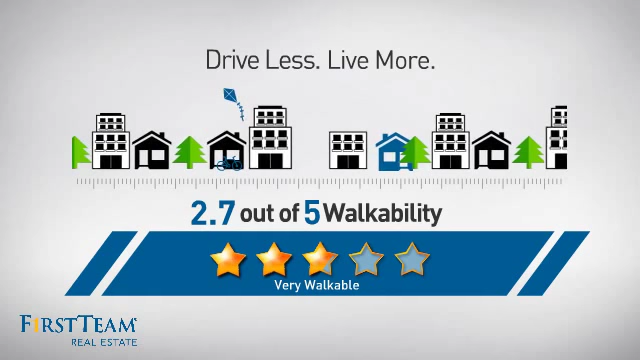 Drive Less. Live More.
2.7 out of 5 Walkability
Very Walkable
FIRSTTEAM®
REAL ESTATE